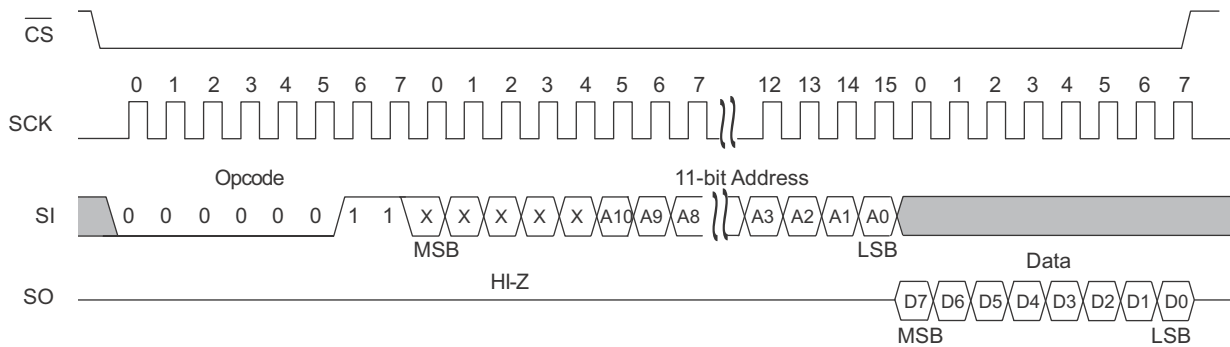 CS
0 1 2 3 4 5 6 7 0 1 2 3 4 5 6 7 12 13 14 15 0 1 2 3 4 5 6 7
SCK
Opcode 11-bit Address
SI 0 0 0 0 0 0 1 1 X X X X X A10 A9 A8 A3 A2 A1 A0
MSB LSB
HI-Z Data
SO D7 D6 D5 D4 D3 D2 D1 D0
MSB LSB